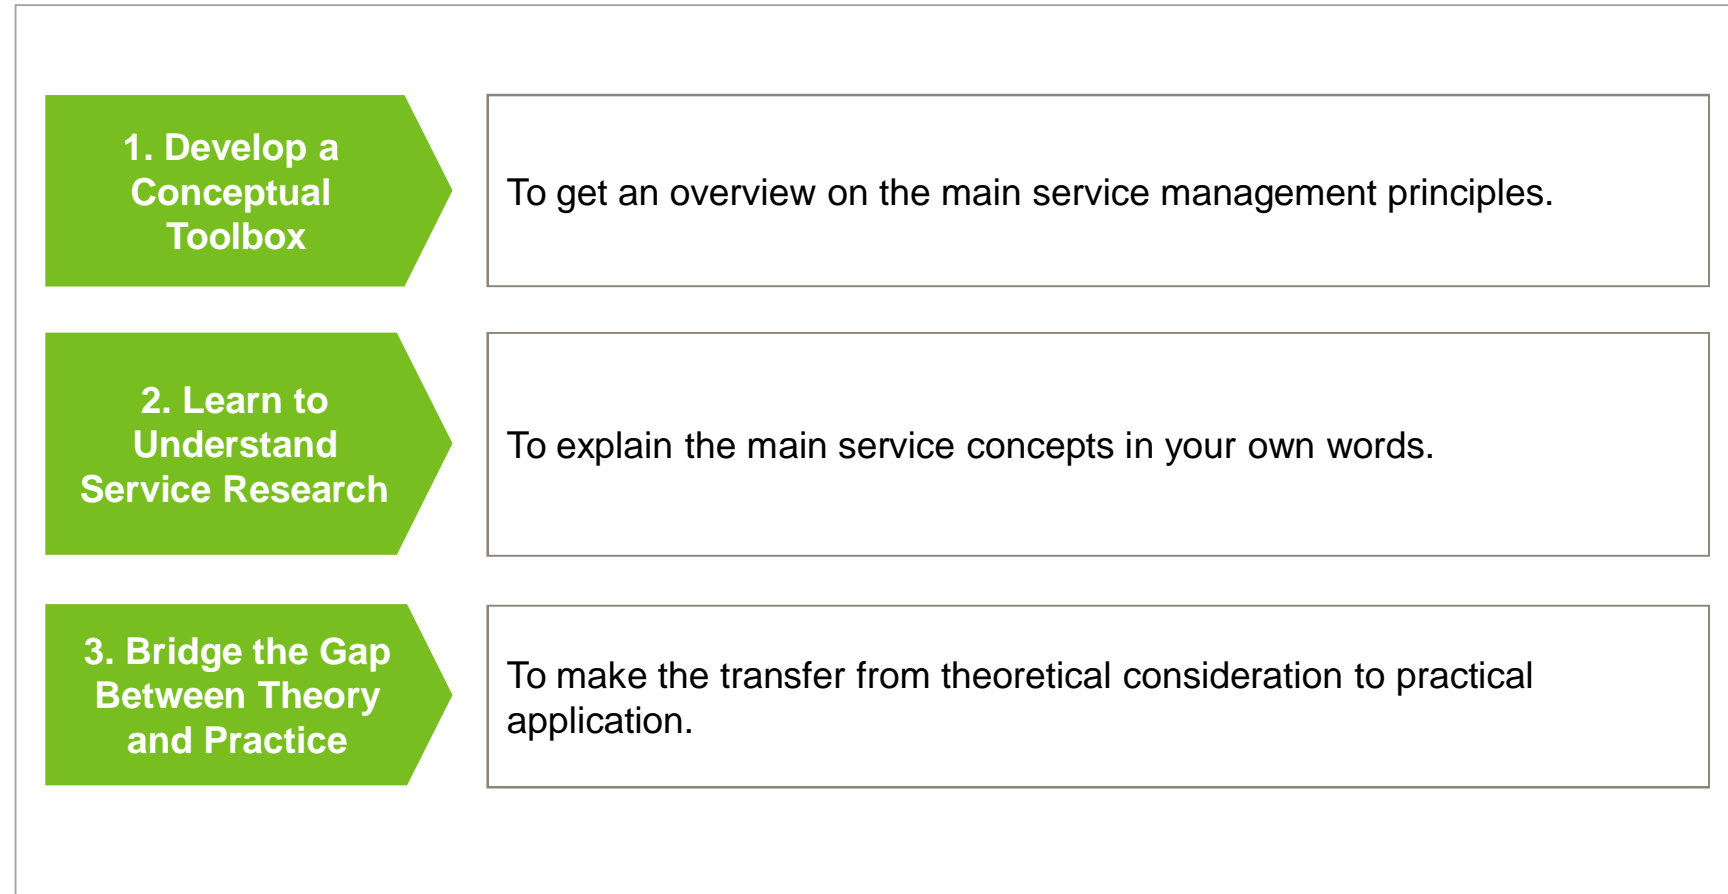 1. Develop a
Conceptual
Toolbox
To get an overview on the main service management principles.
2. Learn to
Understand
Service Research
To explain the main service concepts in your own words.
3. Bridge the Gap
Between Theory
and Practice
To make the transfer from theoretical consideration to practical
application.